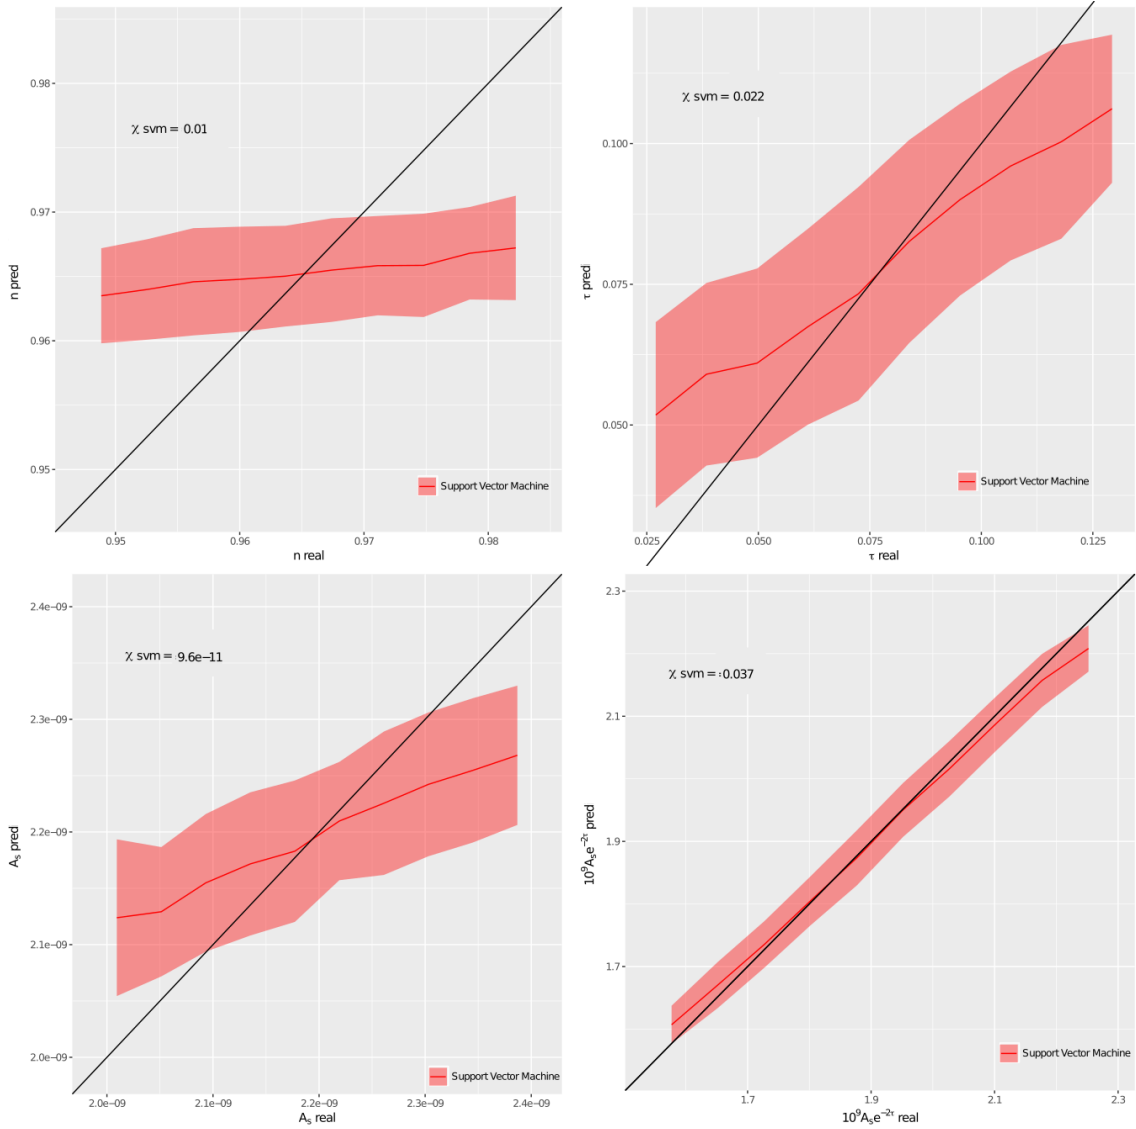 0.98
0.97
0.96
0.95
n pred
χ svm = 0.01
Support Vector Machine
0.95 0.96 0.97 0.98
n real
0.100
0.075
0.050
τ pred
χ svm = 0.022
Support Vector Machine
0.025 0.050 0.075 0.100 0.125
τ real
2.4e−09
2.3e−09
2.2e−09
2.1e−09
2.0e−09
Aₛ pred
χ svm = 9.6e−11
Support Vector Machine
2.0e−09 2.1e−09 2.2e−09 2.3e−09 2.4e−09
Aₛ real
2.3
2.1
1.9
1.7
10⁹Aₛe⁻²ᵗ pred
χ svm = 0.037
Support Vector Machine
1.7 1.9 2.1 2.3
10⁹Aₛe⁻²ᵗ real